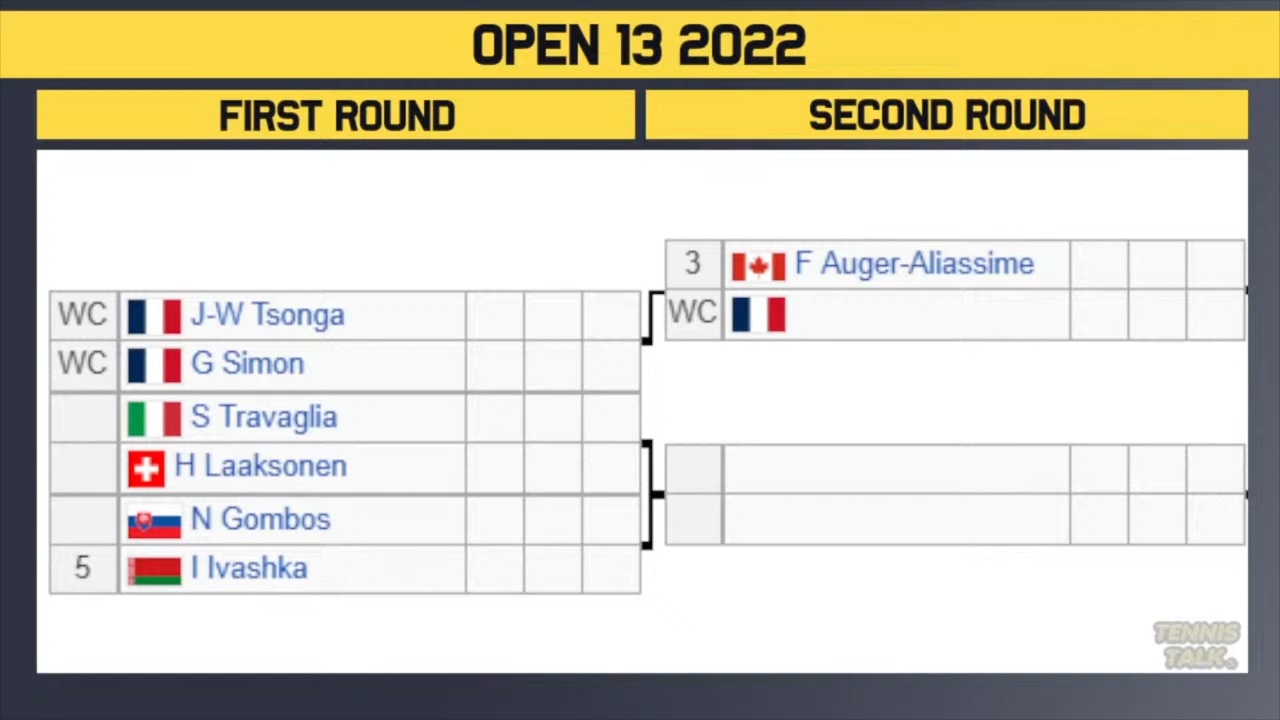 OPEN 13 2022
FIRST ROUND
SECOND ROUND
3 F Auger-Aliassime
WC
WC J-W Tsonga
WC G Simon
S Travaglia
H Laaksonen
N Gombos
5 I Ivashka
TENNIS
TALK